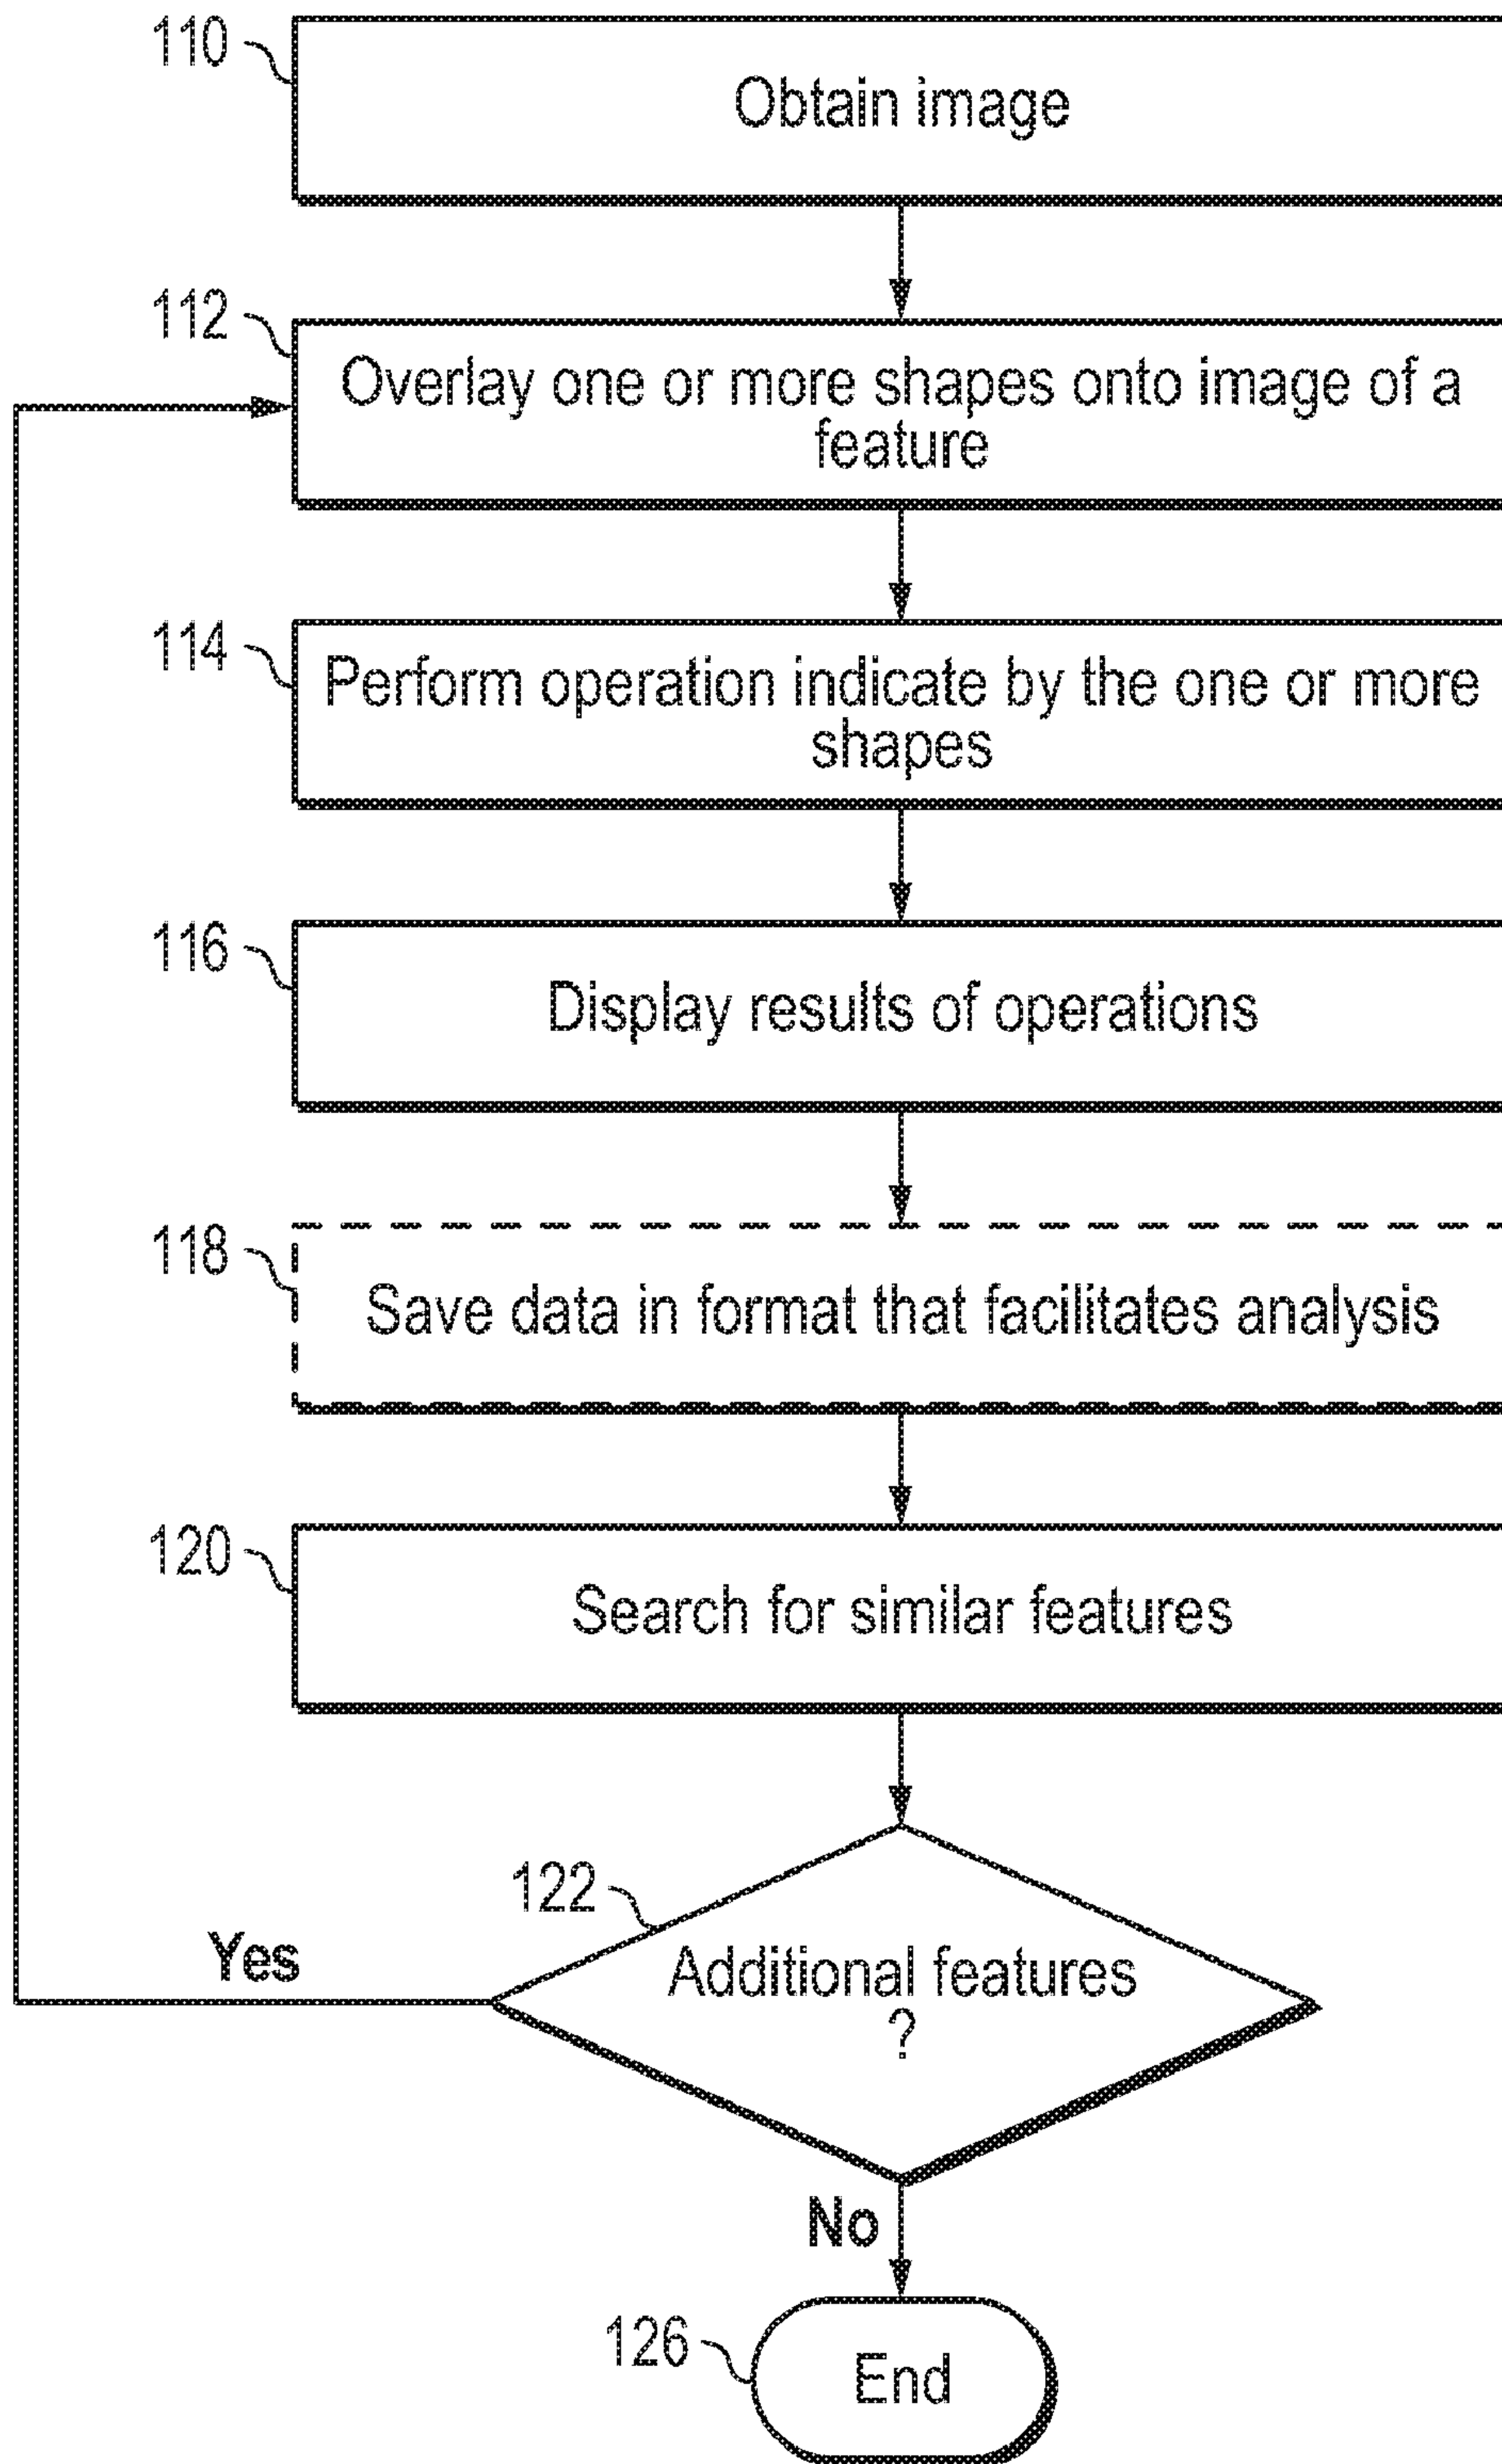 110
Obtain image
112
Overlay one or more shapes onto image of a
feature
114
Perform operation indicate by the one or more
shapes
116
Display results of operations
118
Save data in format that facilitates analysis
120
Search for similar features
122
Additional features
?
Yes
No
126
End